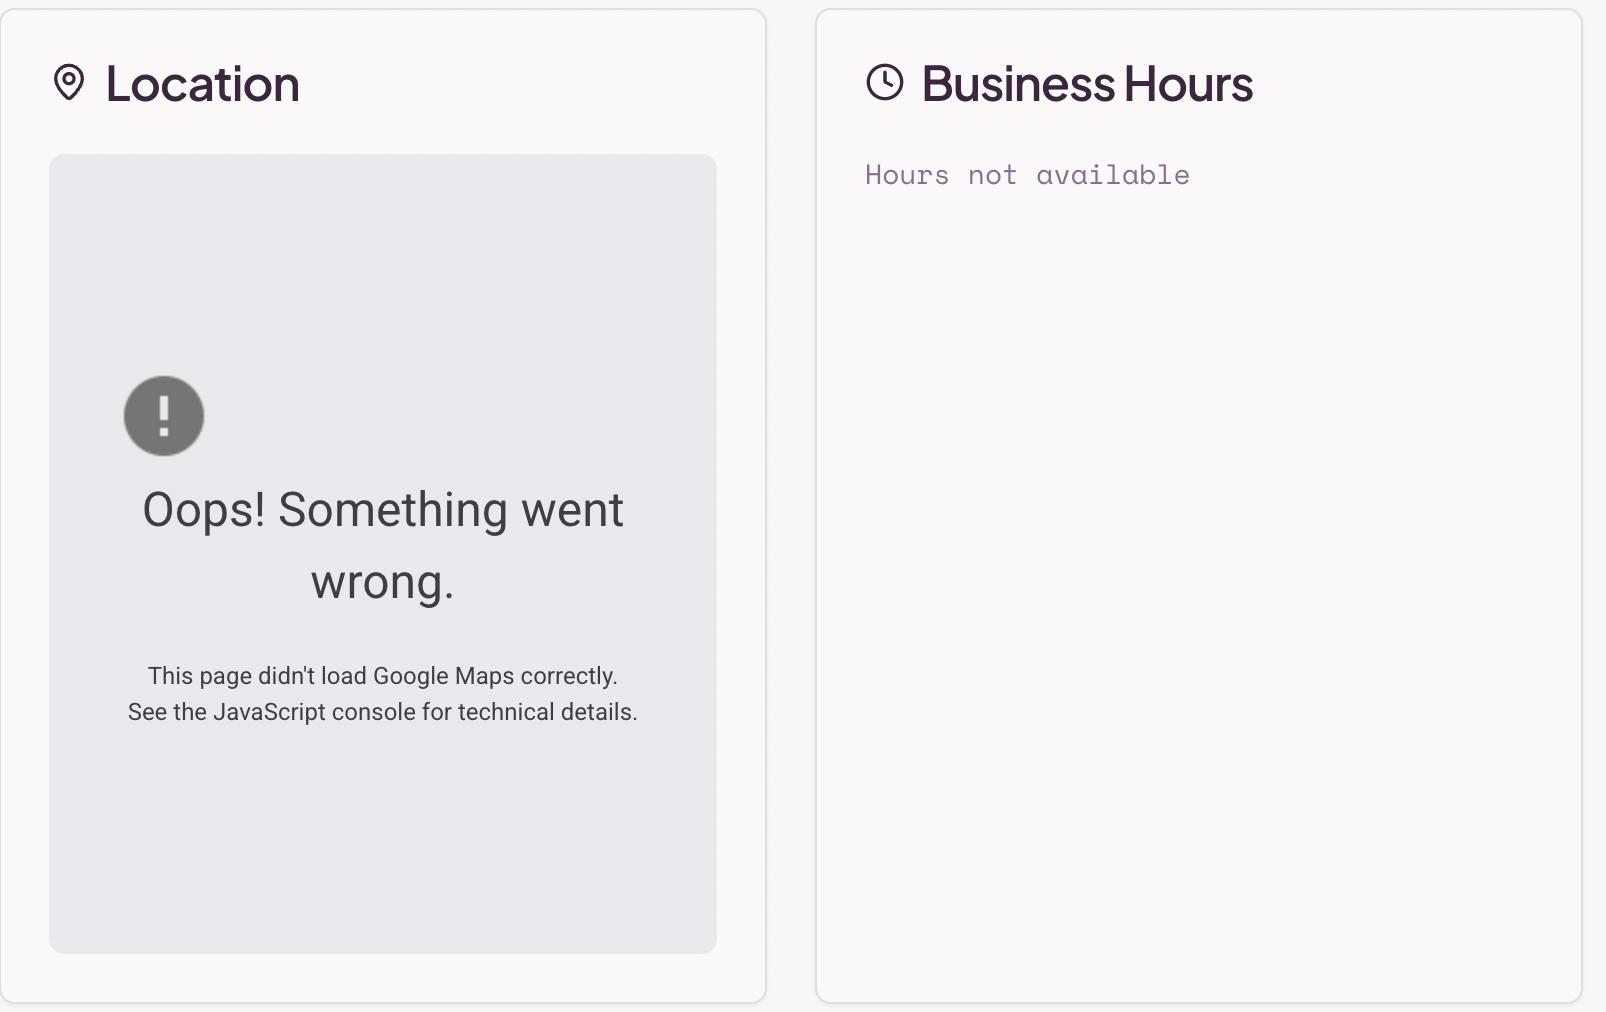 Location
Oops! Something went
wrong.
This page didn't load Google Maps correctly.
See the JavaScript console for technical details.
Business Hours
Hours not available